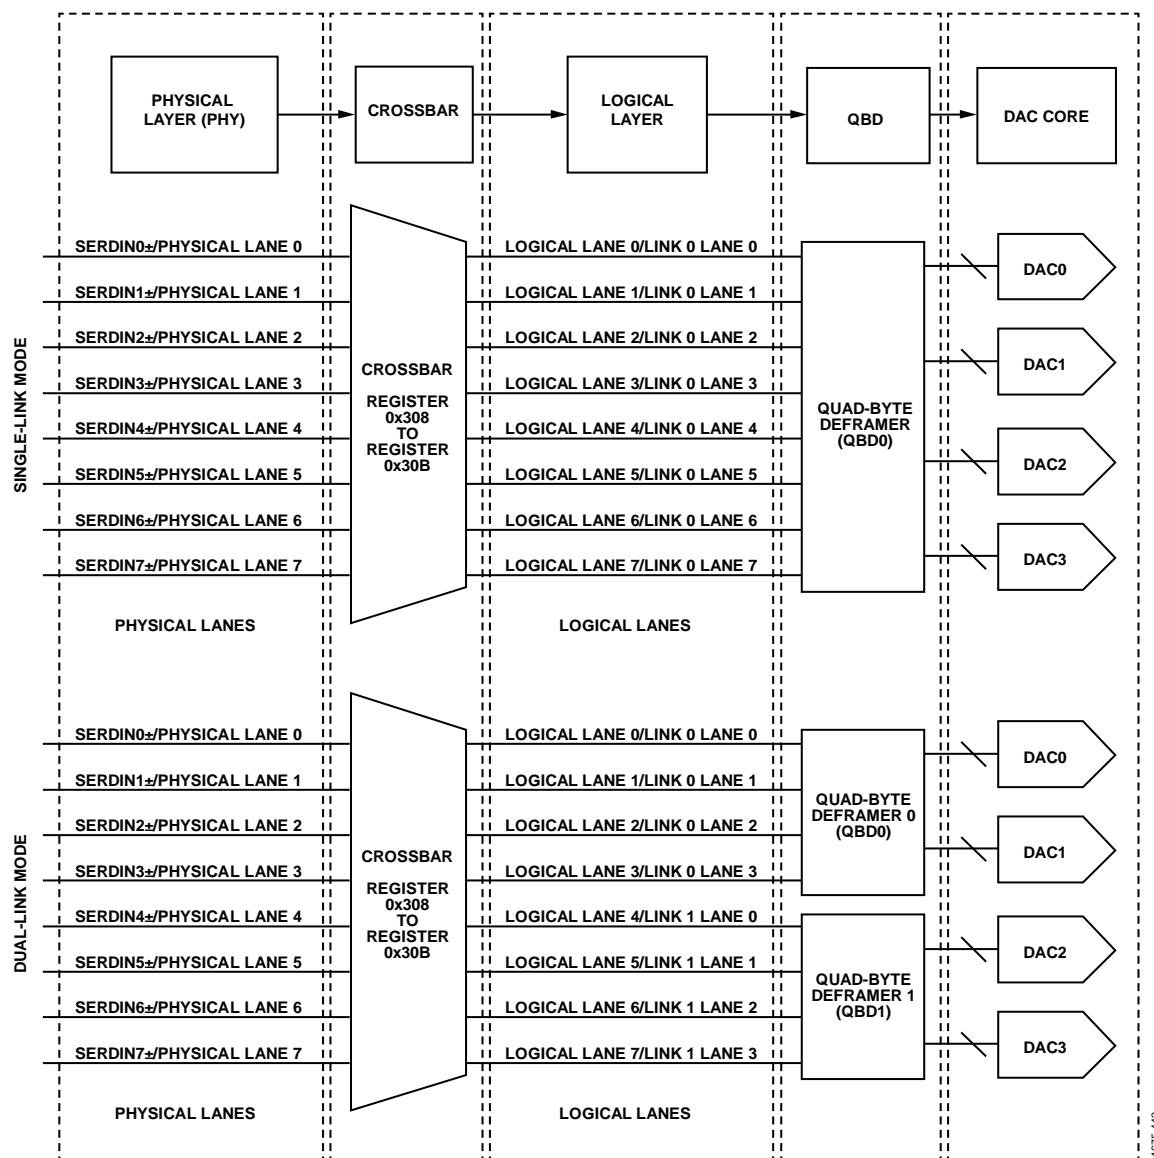 PHYSICAL
LAYER (PHY)
CROSSBAR
LOGICAL
LAYER
QBD
DAC CORE
SINGLE-LINK MODE
SERDIN0±/PHYSICAL LANE 0
SERDIN1±/PHYSICAL LANE 1
SERDIN2±/PHYSICAL LANE 2
SERDIN3±/PHYSICAL LANE 3
SERDIN4±/PHYSICAL LANE 4
SERDIN5±/PHYSICAL LANE 5
SERDIN6±/PHYSICAL LANE 6
SERDIN7±/PHYSICAL LANE 7
PHYSICAL LANES
CROSSBAR
REGISTER
0x308
TO
REGISTER
0x30B
LOGICAL LANE 0/LINK 0 LANE 0
LOGICAL LANE 1/LINK 0 LANE 1
LOGICAL LANE 2/LINK 0 LANE 2
LOGICAL LANE 3/LINK 0 LANE 3
LOGICAL LANE 4/LINK 0 LANE 4
LOGICAL LANE 5/LINK 0 LANE 5
LOGICAL LANE 6/LINK 0 LANE 6
LOGICAL LANE 7/LINK 0 LANE 7
LOGICAL LANES
QUAD-BYTE
DEFRAMER
(QBD0)
DAC0
DAC1
DAC2
DAC3
DUAL-LINK MODE
SERDIN0±/PHYSICAL LANE 0
SERDIN1±/PHYSICAL LANE 1
SERDIN2±/PHYSICAL LANE 2
SERDIN3±/PHYSICAL LANE 3
SERDIN4±/PHYSICAL LANE 4
SERDIN5±/PHYSICAL LANE 5
SERDIN6±/PHYSICAL LANE 6
SERDIN7±/PHYSICAL LANE 7
PHYSICAL LANES
CROSSBAR
REGISTER
0x308
TO
REGISTER
0x30B
LOGICAL LANE 0/LINK 0 LANE 0
LOGICAL LANE 1/LINK 0 LANE 1
LOGICAL LANE 2/LINK 0 LANE 2
LOGICAL LANE 3/LINK 0 LANE 3
LOGICAL LANE 4/LINK 1 LANE 0
LOGICAL LANE 5/LINK 1 LANE 1
LOGICAL LANE 6/LINK 1 LANE 2
LOGICAL LANE 7/LINK 1 LANE 3
LOGICAL LANES
QUAD-BYTE
DEFRAMER 0
(QBD0)
QUAD-BYTE
DEFRAMER 1
(QBD1)
DAC0
DAC1
DAC2
DAC3